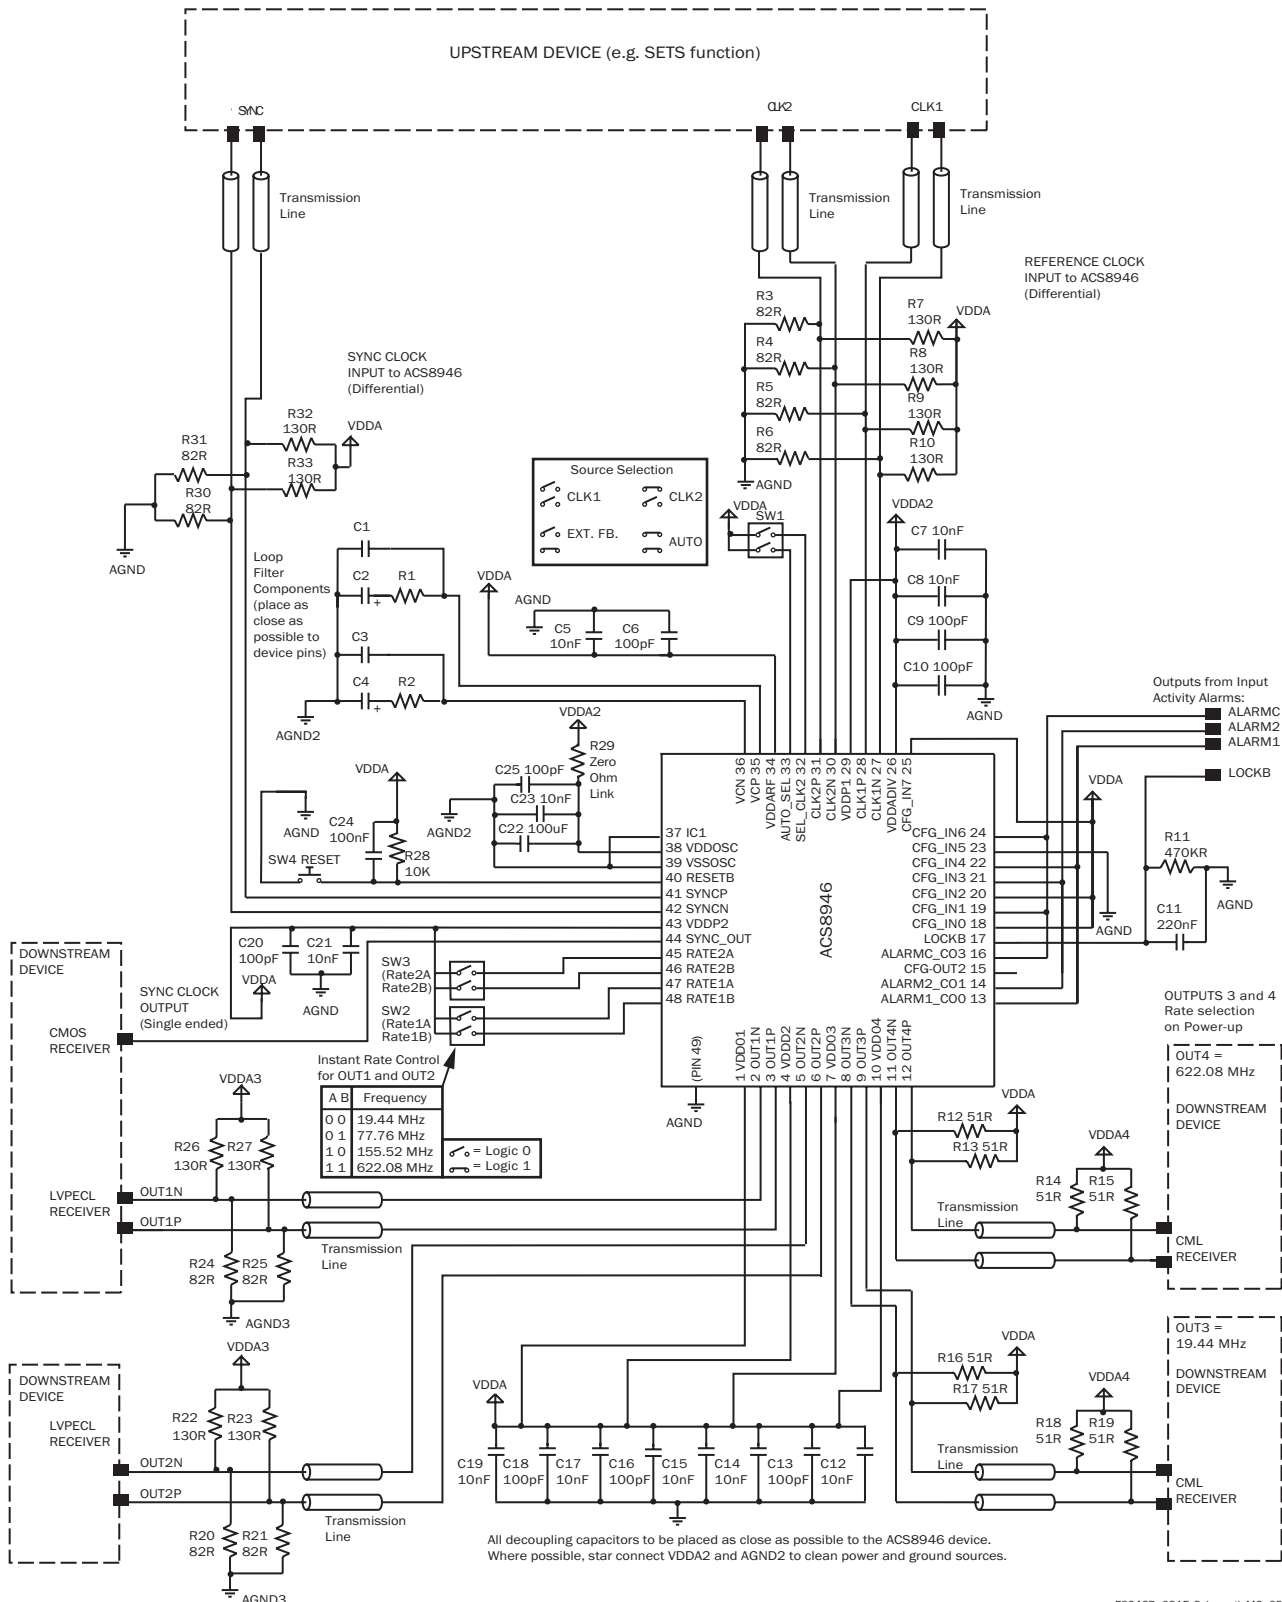 UPSTREAM DEVICE (e.g. SETS function)
SYNC
CLK2
CLK1
Transmission
Line
Transmission
Line
Transmission
Line
REFERENCE CLOCK
INPUT to ACS8946
(Differential)
R3
82R
R4
82R
R5
82R
R6
82R
AGND
R7
130R
VDDA
R8
130R
R9
130R
R10
130R
SYNC CLOCK
INPUT to ACS8946
(Differential)
R32
130R
VDDA
R33
130R
R31
82R
R30
82R
AGND
Source Selection
CLK1
CLK2
EXT. FB.
AUTO
VDDA
SW1
VDDA2
C7 10nF
C8 10nF
C9 100pF
C10 100pF
AGND
Loop
Filter
Components
(place as
close as
possible to
device pins)
C1
C2
R1
+
C3
C4
R2
+
AGND2
VDDA
AGND
C5
10nF
C6
100pF
Outputs from Input
Activity Alarms:
ALARMC
ALARM2
ALARM1
LOCKB
VDDA2
R29
Zero
Ohm
Link
C25 100pF
C23 10nF
C22 100uF
AGND2
VDDA
AGND
C24
100nF
SW4 RESET
R28
10K
VCN 36
VCP 35
VDDARF 34
AUTO_SEL 33
SEL_CLK2 32
CLK2P 31
CLK2N 30
VDDP1 29
CLK1P 28
CLK1N 27
VDDADIV 26
CFG_IN7 25
37 IC1
38 VDDOSC
39 VSSOSC
40 RESETB
41 SYNCP
42 SYNCN
43 VDDP2
44 SYNC_OUT
45 RATE2A
46 RATE2B
47 RATE1A
48 RATE1B
ACS8946
CFG_IN6 24
CFG_IN5 23
CFG_IN4 22
CFG_IN3 21
CFG_IN2 20
CFG_IN1 19
CFG_IN0 18
LOCKB 17
ALARMC_CO3 16
CFG-OUT2 15
ALARM2_CO1 14
ALARM1_CO0 13
(PIN 49)
1 VDDO1
2 OUT1N
3 OUT1P
4 VDDD2
5 OUT2N
6 OUT2P
7 VDDO3
8 OUT3N
9 OUT3P
10 VDDO4
11 OUT4N
12 OUT4P
AGND
VDDA
R11
470KR
AGND
C11
220nF
AGND
C20
100pF
C21
10nF
VDDA
AGND
SW3
(Rate2A
Rate2B)
SW2
(Rate1A
Rate1B)
DOWNSTREAM
DEVICE
CMOS
RECEIVER
SYNC CLOCK
OUTPUT
(Single ended)
Instant Rate Control
for OUT1 and OUT2
A B Frequency
0 0 19.44 MHz
0 1 77.76 MHz
1 0 155.52 MHz
1 1 622.08 MHz
= Logic 0
= Logic 1
VDDA3
R26
130R
R27
130R
LVPECL
RECEIVER
OUT1N
OUT1P
Transmission
Line
R24
82R
R25
82R
AGND3
VDDA3
DOWNSTREAM
DEVICE
LVPECL
RECEIVER
R22
130R
R23
130R
OUT2N
OUT2P
Transmission
Line
R20
82R
R21
82R
AGND3
OUTPUTS 3 and 4
Rate selection
on Power-up
OUT4 =
622.08 MHz
DOWNSTREAM
DEVICE
CML
RECEIVER
VDDA
R12 51R
R13 51R
VDDA4
R14
51R
R15
51R
Transmission
Line
OUT3 =
19.44 MHz
DOWNSTREAM
DEVICE
CML
RECEIVER
VDDA
R16 51R
R17 51R
VDDA4
R18
51R
R19
51R
Transmission
Line
VDDA
C19
10nF
C18
100pF
C17
10nF
C16
100pF
C15
10nF
C14
10nF
C13
100pF
C12
10nF
All decoupling capacitors to be placed as close as possible to the ACS8946 device.
Where possible, star connect VDDA2 and AGND2 to clean power and ground sources.